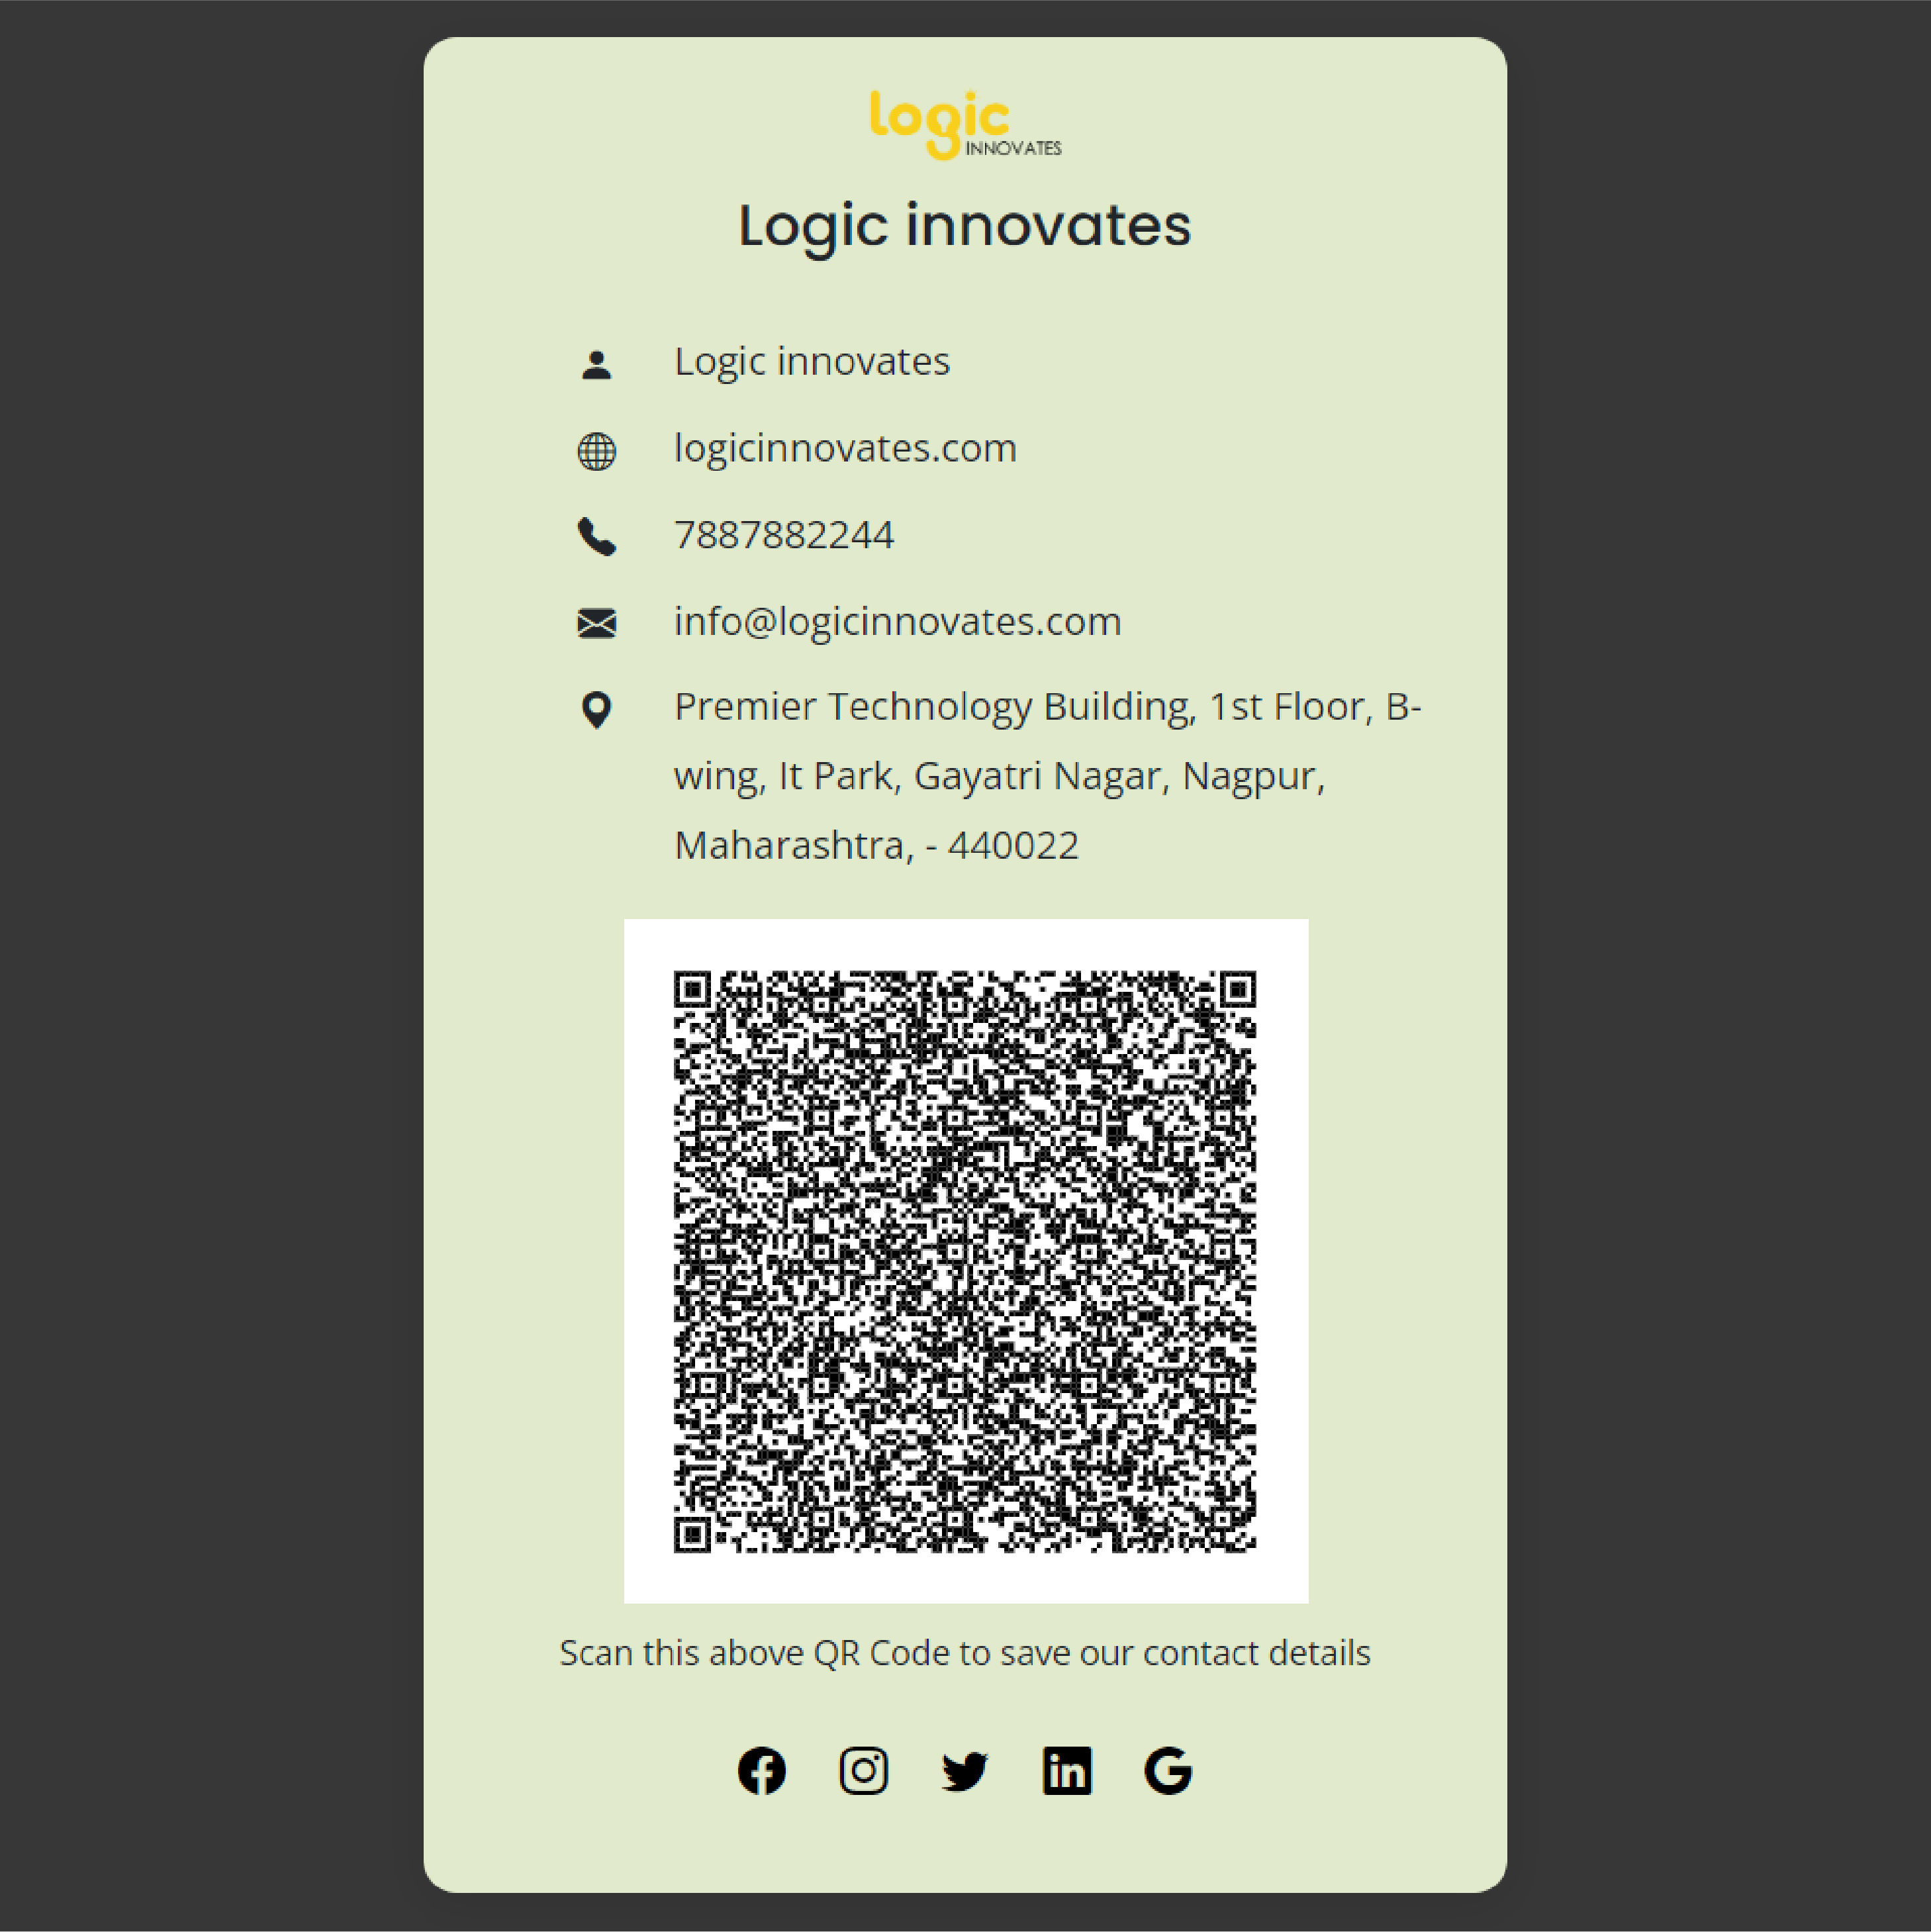 logic
INNOVATES
Logic innovates
Logic innovates
logicinnovates.com
7887882244
info@logicinnovates.com
Premier Technology Building, 1st Floor, B-
wing, It Park, Gayatri Nagar, Nagpur,
Maharashtra, - 440022
Scan this above QR Code to save our contact details